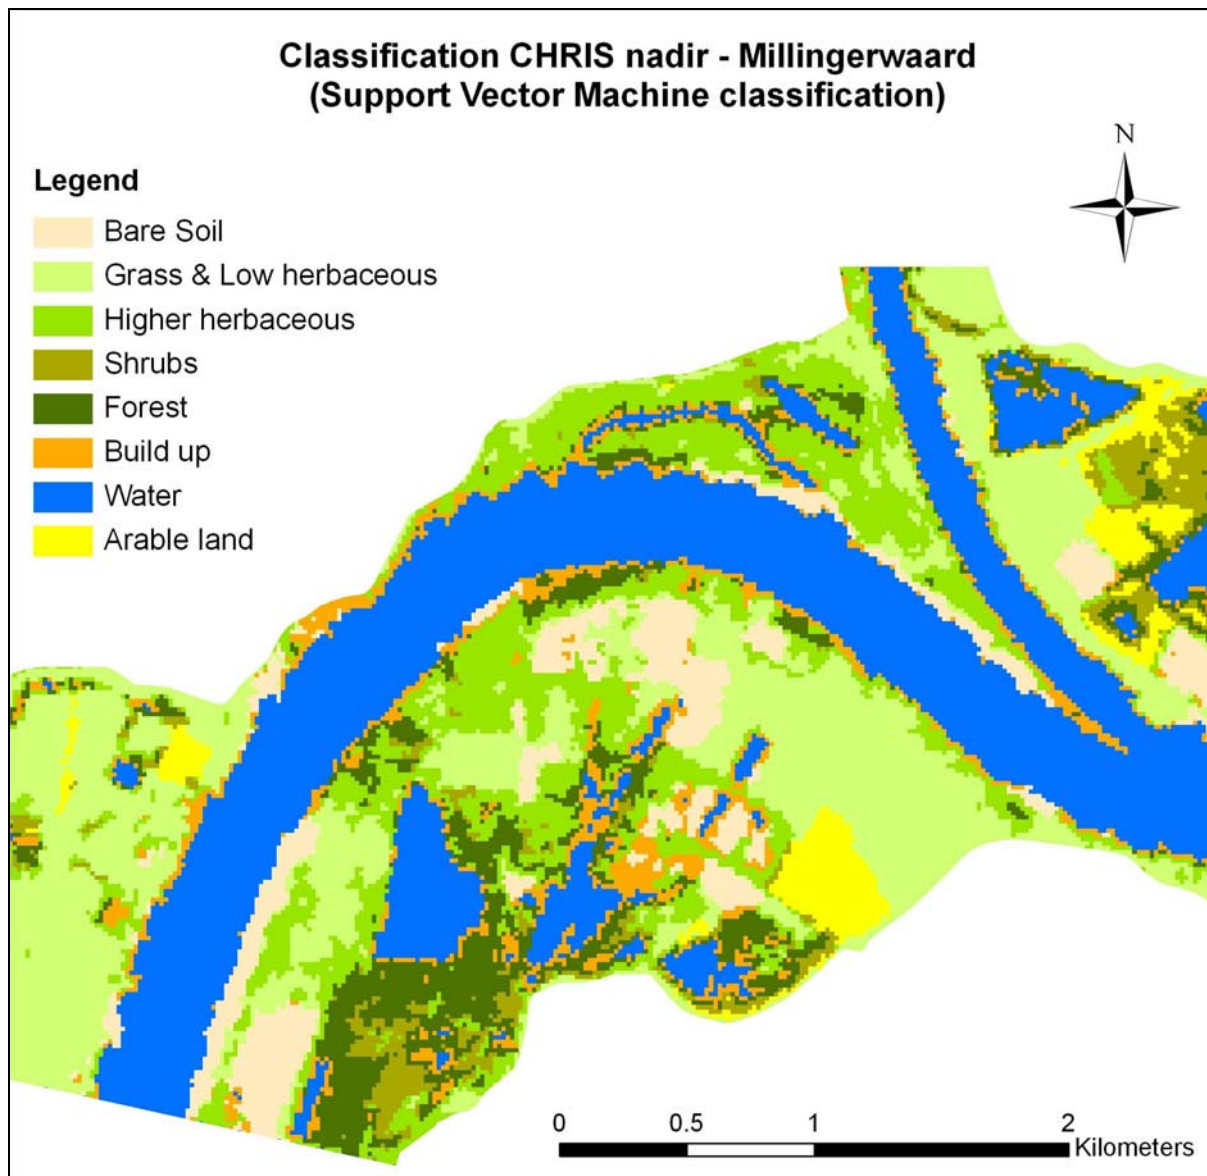 Classification CHRIS nadir - Millingerwaard
(Support Vector Machine classification)
N
Legend
Bare Soil
Grass & Low herbaceous
Higher herbaceous
Shrubs
Forest
Build up
Water
Arable land
0 0.5 1 2
Kilometers